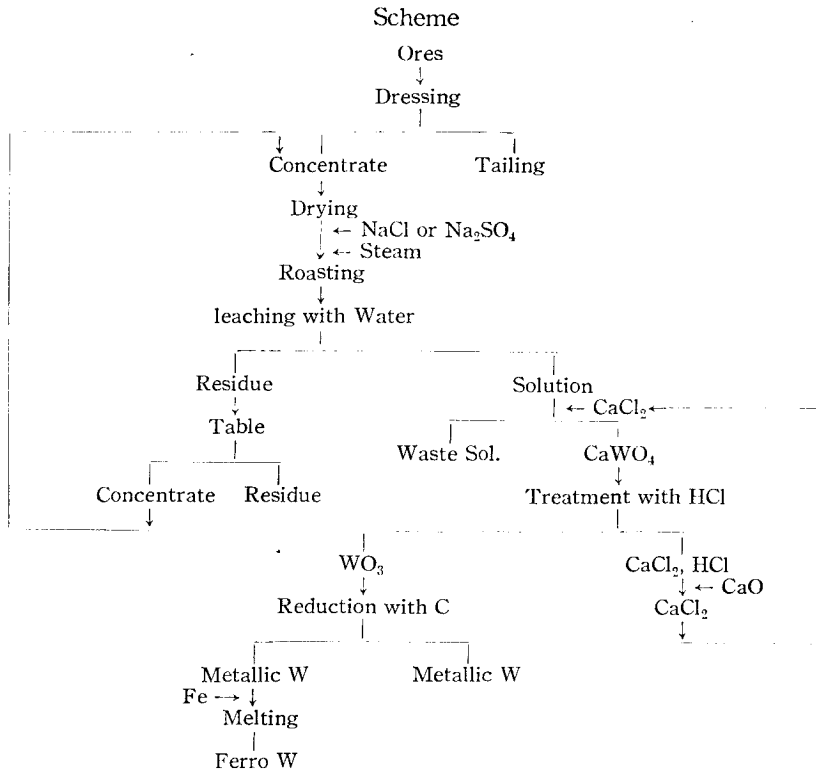 Scheme
Ores
Dressing
Concentrate Tailing
Drying
NaCl or Na₂SO₄
Steam
Roasting
leaching with Water
Residue Solution
CaCl₂
Table
Waste Sol. CaWO₄
Concentrate Residue Treatment with HCl
WO₃ CaCl₂, HCl
CaO
Reduction with C CaCl₂
Metallic W Metallic W
Fe
Melting
Ferro W